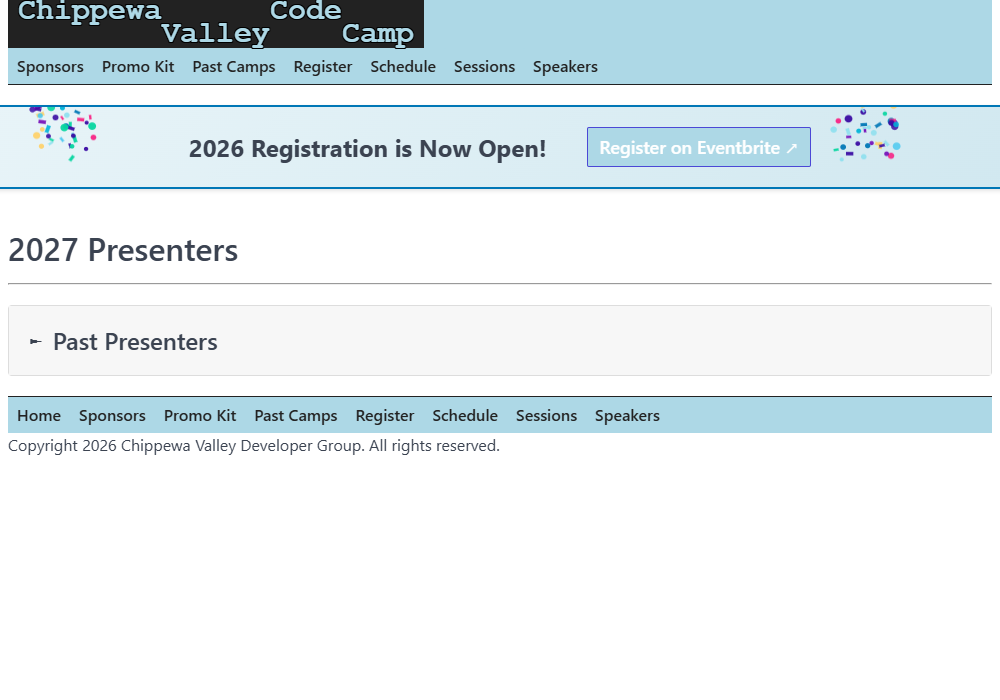 Chippewa Code
Valley Camp
Sponsors Promo Kit Past Camps Register Schedule Sessions Speakers
2026 Registration is Now Open! Register on Eventbrite ↗
2027 Presenters
Past Presenters
Home Sponsors Promo Kit Past Camps Register Schedule Sessions Speakers
Copyright 2026 Chippewa Valley Developer Group. All rights reserved.